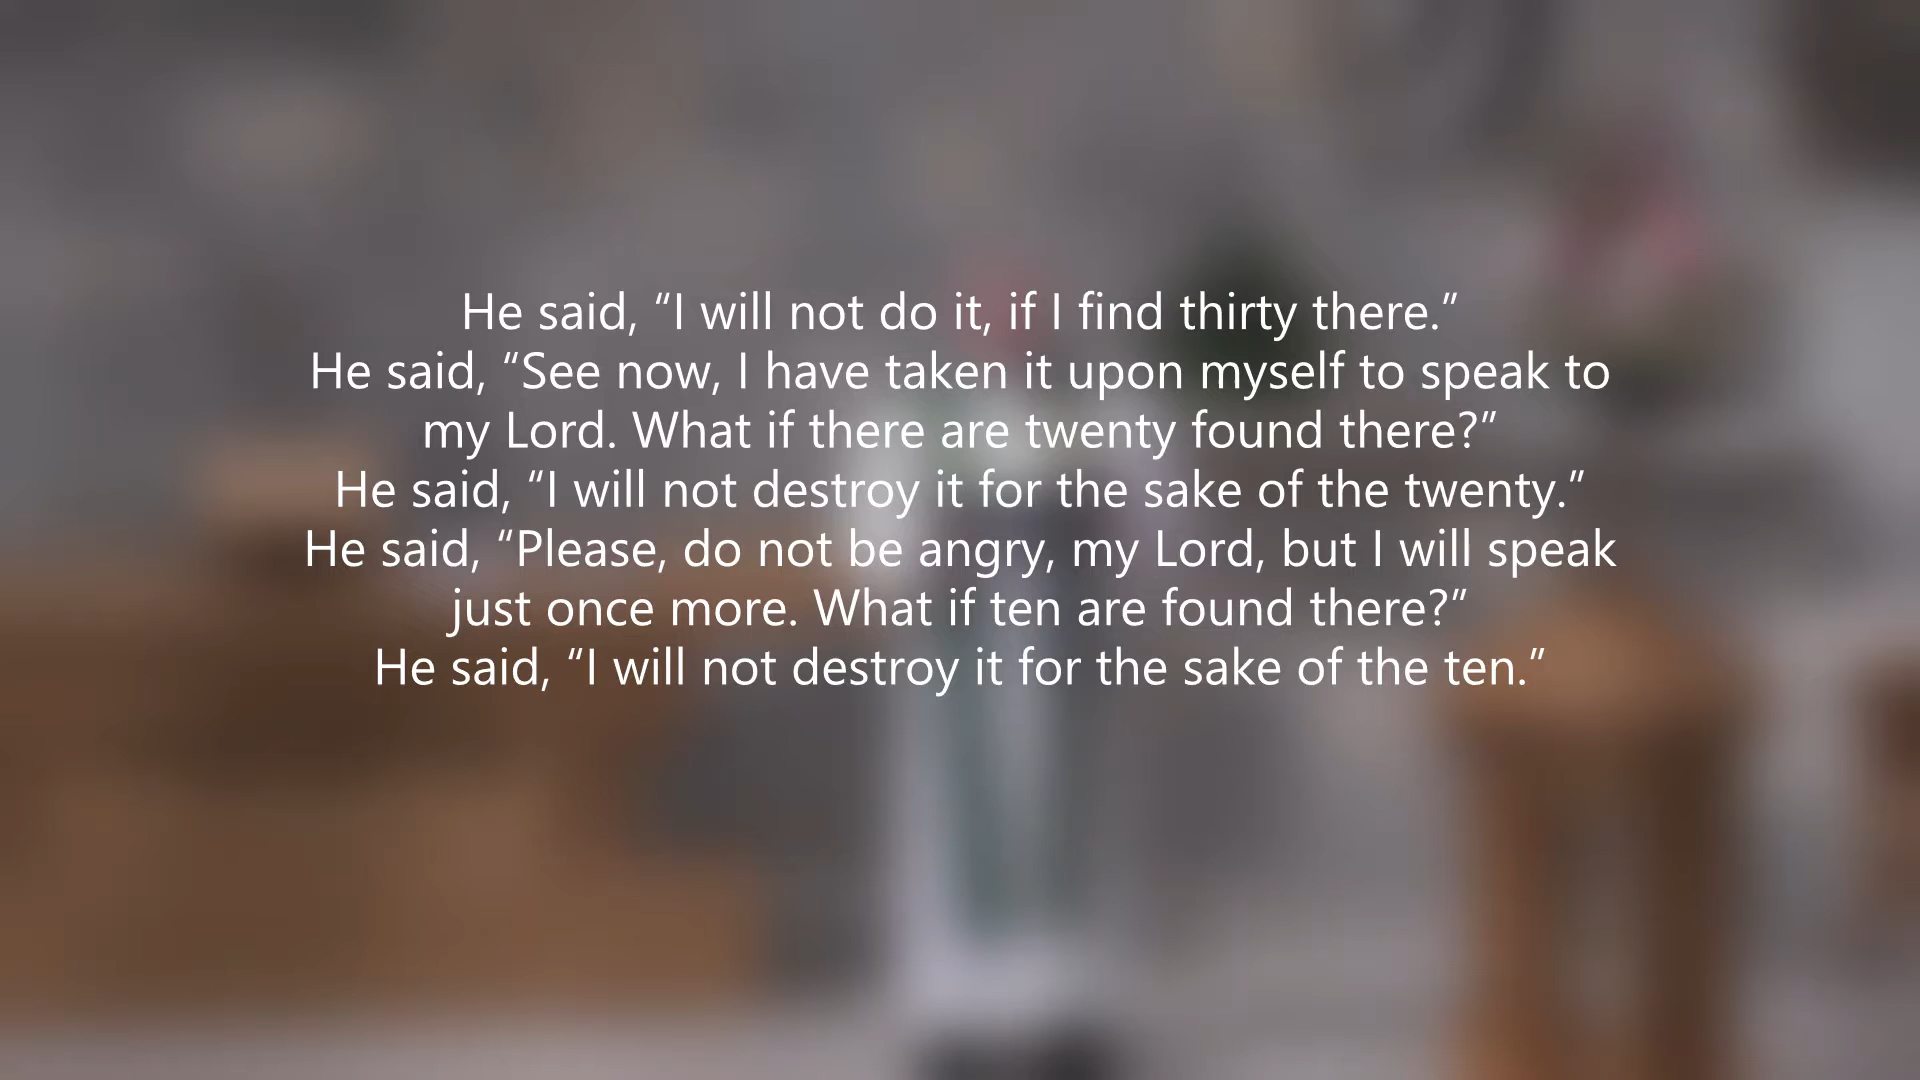 He said, “I will not do it, if I find thirty there.”
He said, “See now, I have taken it upon myself to speak to
my Lord. What if there are twenty found there?”
He said, “I will not destroy it for the sake of the twenty.”
He said, “Please, do not be angry, my Lord, but I will speak
just once more. What if ten are found there?”
He said, “I will not destroy it for the sake of the ten.”